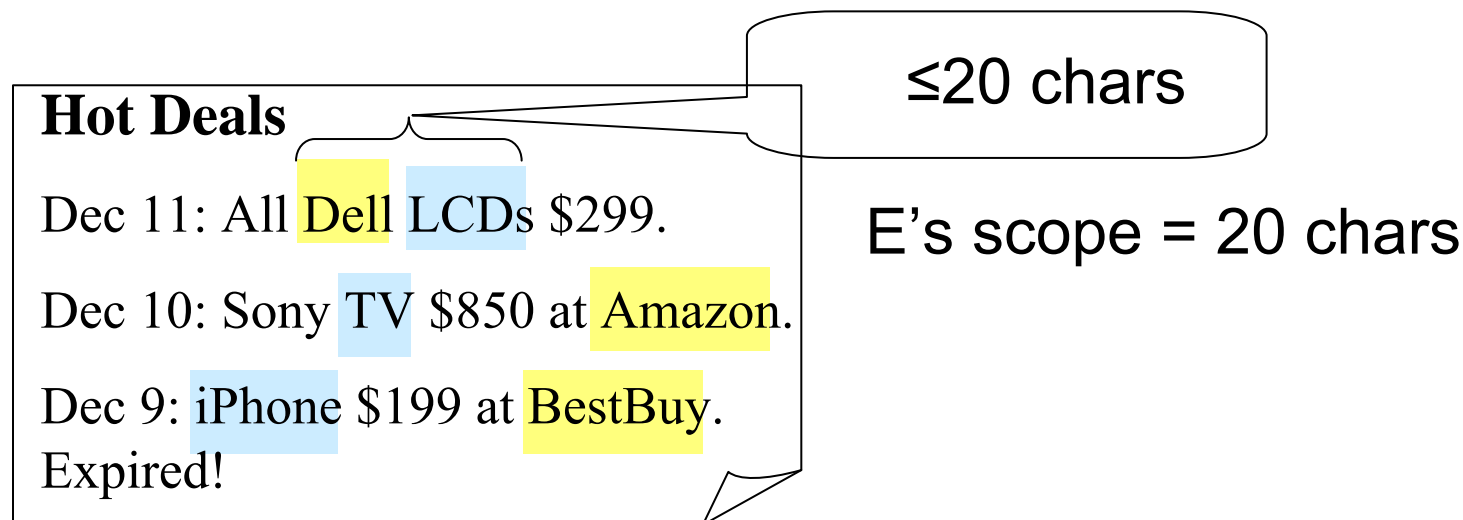 ≤20 chars
Hot Deals
Dec 11: All Dell LCDs $299.
E’s scope = 20 chars
Dec 10: Sony TV $850 at Amazon.
Dec 9: iPhone $199 at BestBuy.
Expired!